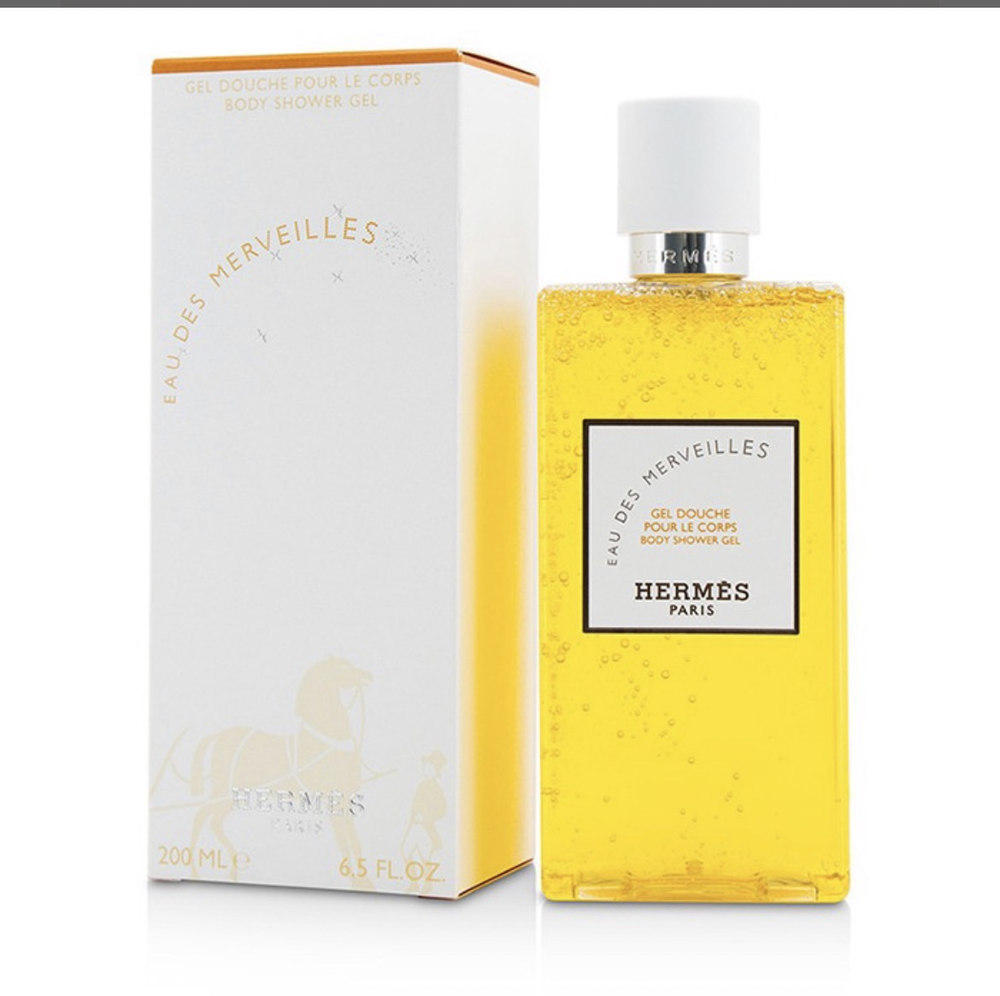 GEL DOUCHE POUR LE CORPS
BODY SHOWER GEL
EAU DES MERVEILLES
HERMÈS
PARIS
200 ML e
6.5 FL.OZ.
HERMÈS
EAU DES MERVEILLES
GEL DOUCHE
POUR LE CORPS
BODY SHOWER GEL
HERMÈS
PARIS